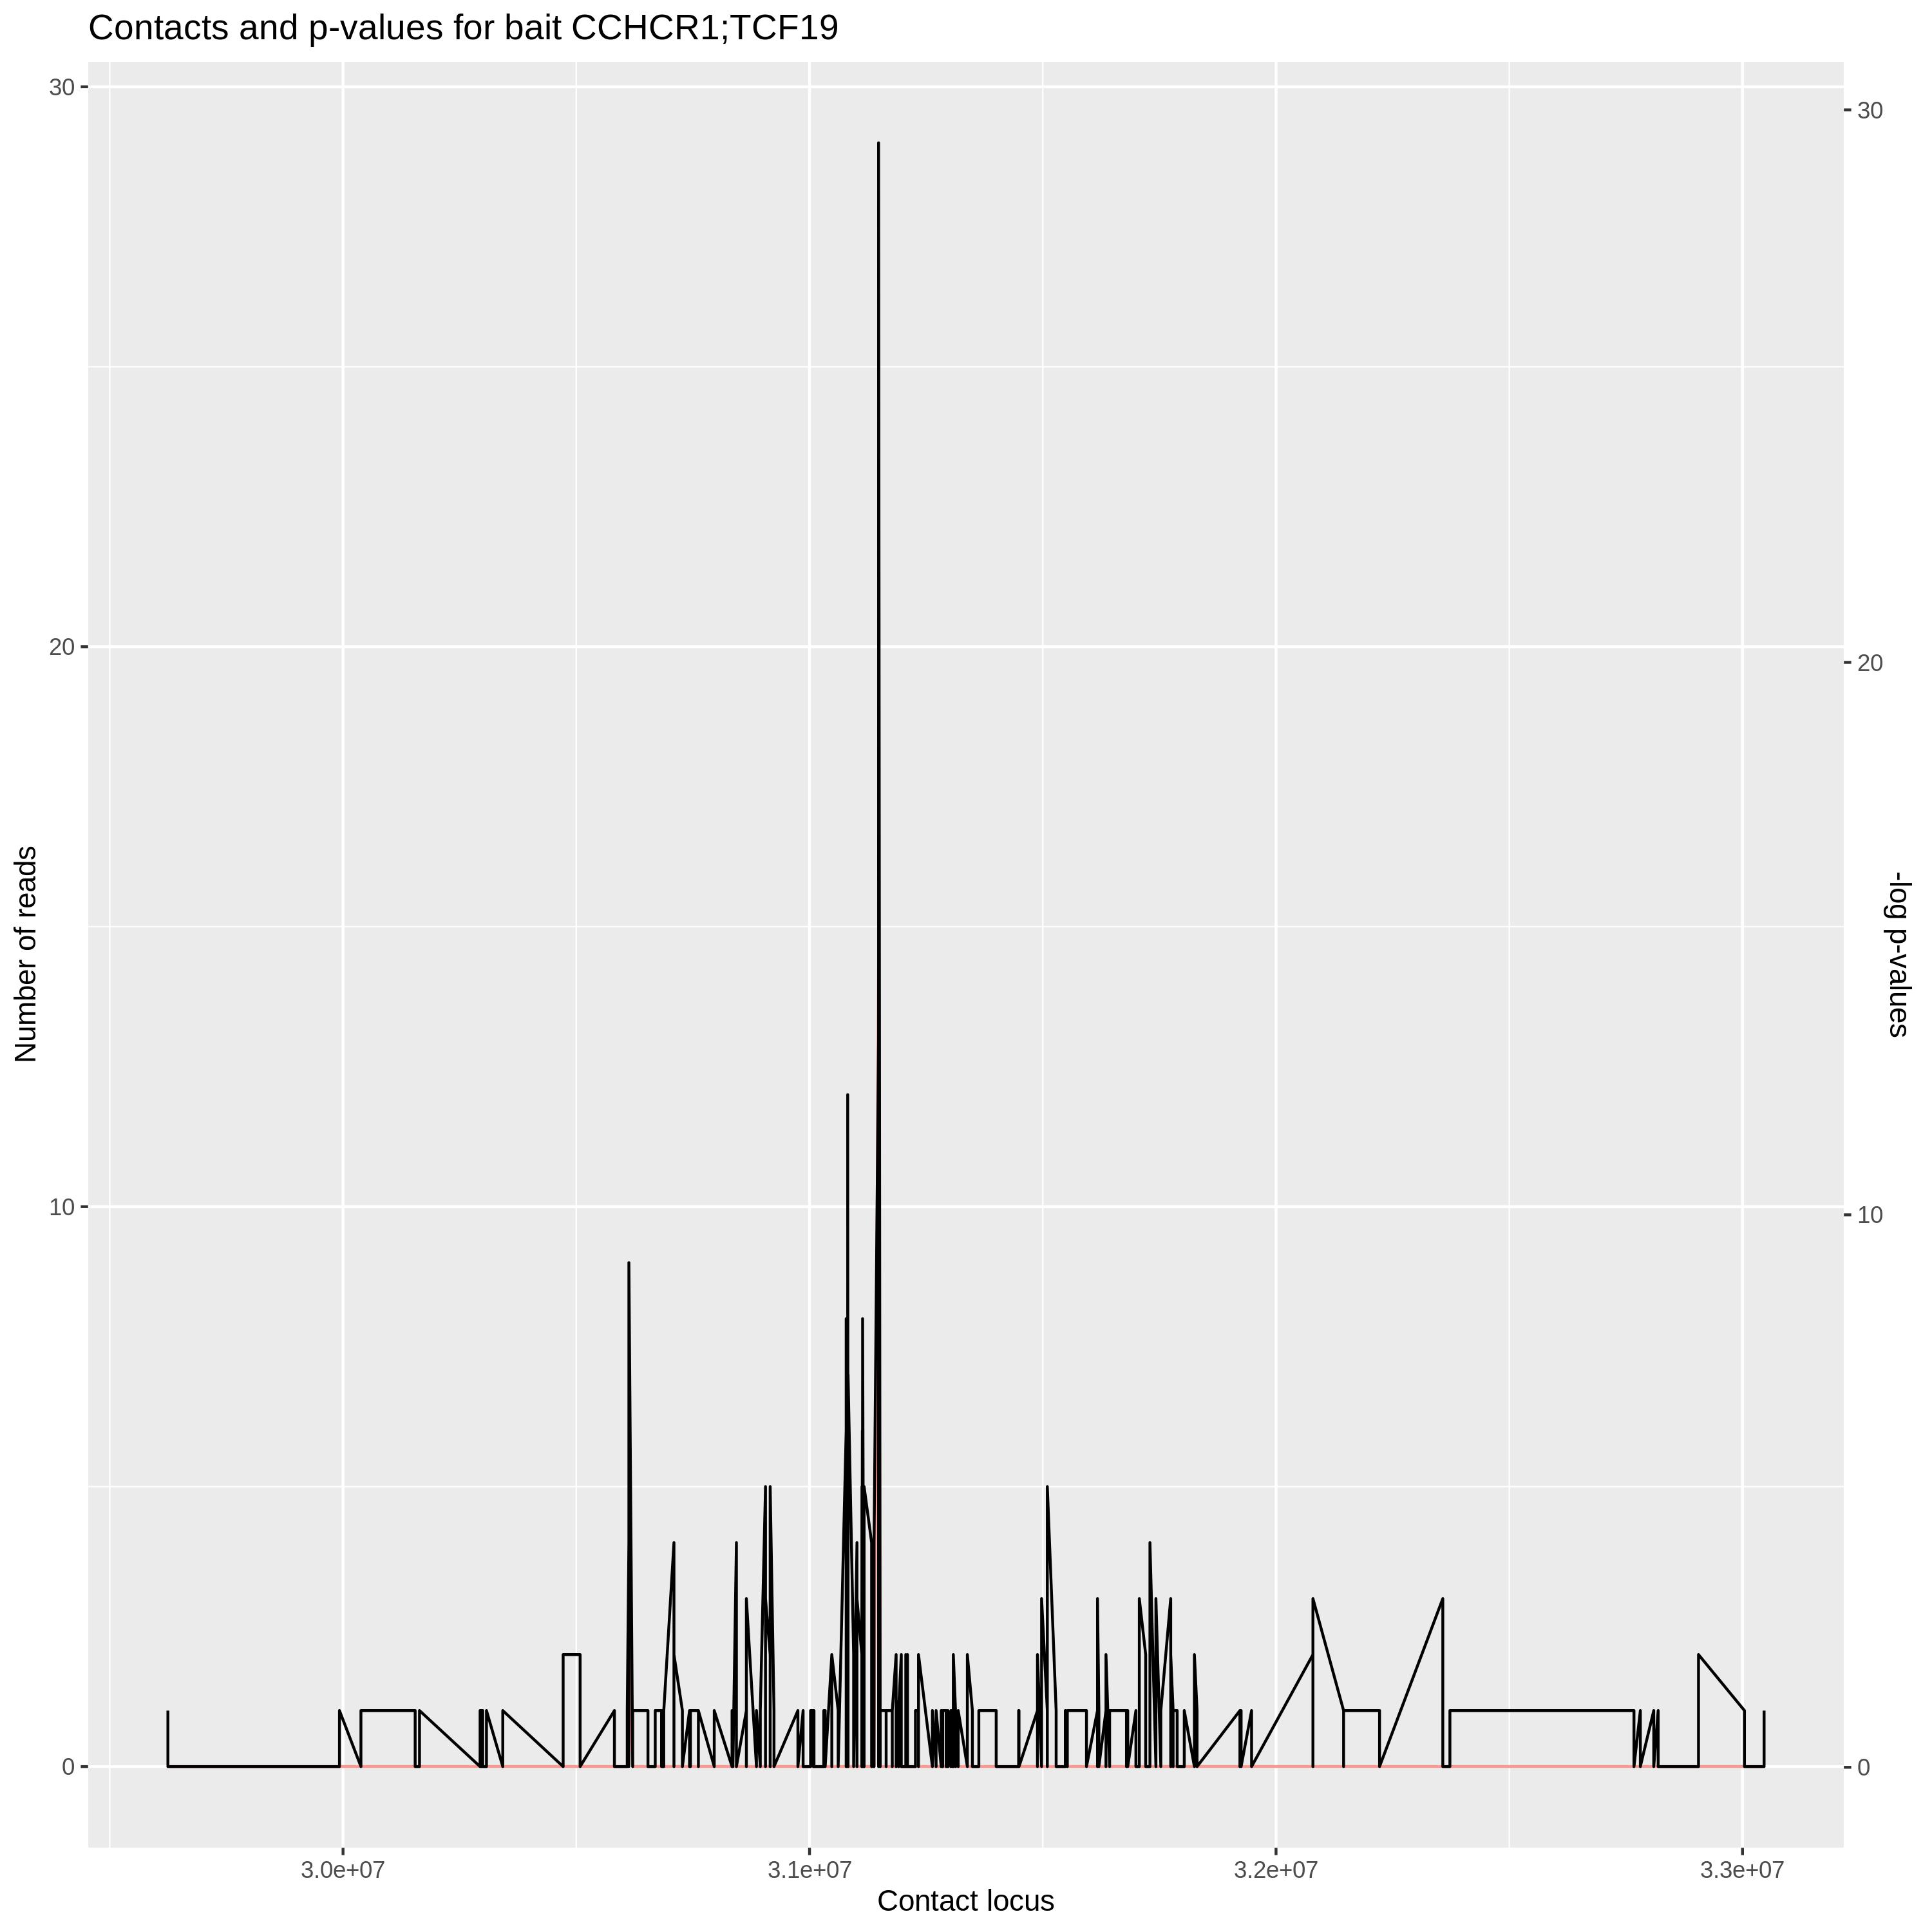 Contacts and p-values for bait CCHCR1;TCF19
30
20
10
0
Number of reads
30
20
10
0
-log p-values
3.0e+07
3.1e+07
3.2e+07
3.3e+07
Contact locus